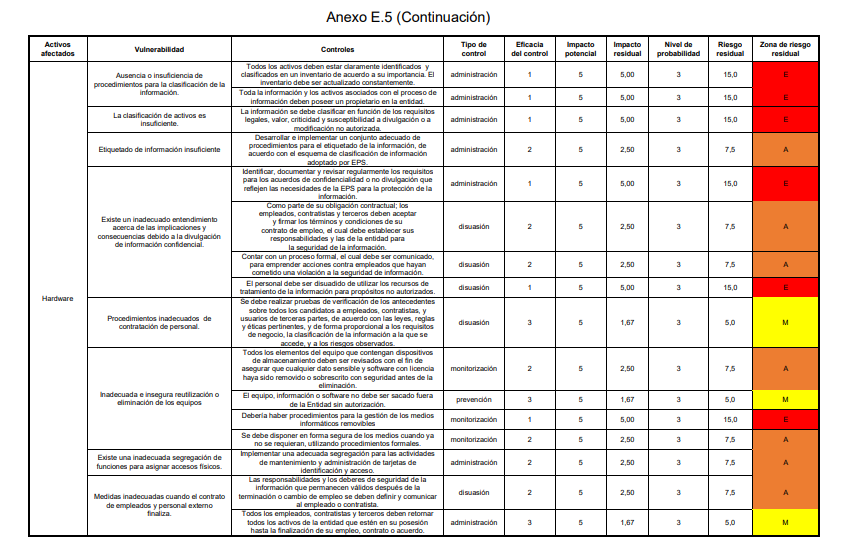 Anexo E.5 (Continuación)
Activos afectados | Vulnerabilidad | Controles | Tipo de control | Eficacia del control | Impacto potencial | Impacto residual | Nivel de probabilidad | Riesgo residual | Zona de riesgo residual
Hardware
Ausencia o insuficiencia de
procedimientos para la clasificación de la
información.
Todos los activos deben estar claramente identificados y
clasificados en un inventario de acuerdo a su importancia. El
inventario debe ser actualizado constantemente.
administración 1 5 5,00 3 15,0 E
Toda la información y los activos asociados con el proceso de
información deben poseer un propietario en la entidad.
administración 1 5 5,00 3 15,0 E
La clasificación de activos es
insuficiente.
La información se debe clasificar en función de los requisitos
legales, valor, criticidad y susceptibilidad a divulgación o a
modificación no autorizada.
administración 1 5 5,00 3 15,0 E
Etiquetado de información insuficiente
Desarrollar e implementar un conjunto adecuado de
procedimientos para el etiquetado de la información, de
acuerdo con el esquema de clasificación de información
adoptado por EPS.
administración 2 5 2,50 3 7,5 A
Existe un inadecuado entendimiento
acerca de las implicaciones y
consecuencias debido a la divulgación
de información confidencial.
Identificar, documentar y revisar regularmente los requisitos
para los acuerdos de confidencialidad o no divulgación que
reflejen las necesidades de la EPS para la protección de la
información.
administración 1 5 5,00 3 15,0 E
Como parte de su obligación contractual; los
empleados, contratistas y terceros deben aceptar
y firmar los términos y condiciones de su
contrato de empleo, el cual debe establecer sus
responsabilidades y las de la entidad para
la seguridad de la información.
disuasión 2 5 2,50 3 7,5 A
Contar con un proceso formal, el cual debe ser comunicado,
para emprender acciones contra empleados que hayan
cometido una violación a la seguridad de información.
disuasión 2 5 2,50 3 7,5 A
El personal debe ser disuadido de utilizar los recursos de
tratamiento de la información para propósitos no autorizados.
disuasión 1 5 5,00 3 15,0 E
Procedimientos inadecuados de
contratación de personal.
Se debe realizar pruebas de verificación de los antecedentes
sobre todos los candidatos a empleados, contratistas, y
usuarios de terceras partes, de acuerdo con las leyes, reglas
y éticas pertinentes, y de forma proporcional a los requisitos
de negocio, la clasificación de la información a la que se
accede, y a los riesgos observados.
disuasión 3 5 1,67 3 5,0 M
Inadecuada e insegura reutilización o
eliminación de los equipos
Todos los elementos del equipo que contengan dispositivos
de almacenamiento deben ser revisados con el fin de
asegurar que cualquier dato sensible y software con licencia
haya sido removido o sobrescrito con seguridad antes de la
eliminación.
monitorización 2 5 2,50 3 7,5 A
El equipo, información o software no debe ser sacado fuera
de la Entidad sin autorización.
prevención 3 5 1,67 3 5,0 M
Debería haber procedimientos para la gestión de los medios
informáticos removibles
monitorización 1 5 5,00 3 15,0 E
Se debe disponer en forma segura de los medios cuando ya
no se requieran, utilizando procedimientos formales.
monitorización 2 5 2,50 3 7,5 A
Existe una inadecuada segregación de
funciones para asignar accesos físicos.
Implementar una adecuada segregación para las actividades
de mantenimiento y administración de tarjetas de
identificación y acceso.
administración 2 5 2,50 3 7,5 A
Medidas inadecuadas cuando el contrato
de empleados y personal externo
finaliza.
Las responsabilidades y los deberes de seguridad de la
información que permanecen válidos después de la
terminación o cambio de empleo se deben definir y comunicar
al empleado o contratista.
disuasión 2 5 2,50 3 7,5 A
Todos los empleados, contratistas y terceros deben retornar
todos los activos de la entidad que estén en su posesión
hasta la finalización de su empleo, contrato o acuerdo.
administración 3 5 1,67 3 5,0 M